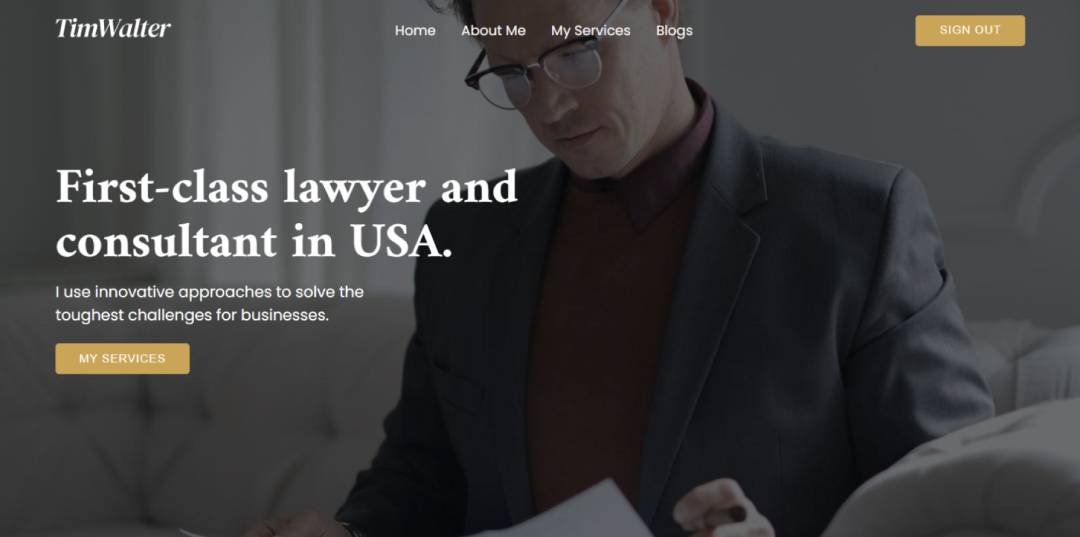 TimWalter
Home About Me My Services Blogs
SIGN OUT
First-class lawyer and
consultant in USA.
I use innovative approaches to solve the
toughest challenges for businesses.
MY SERVICES